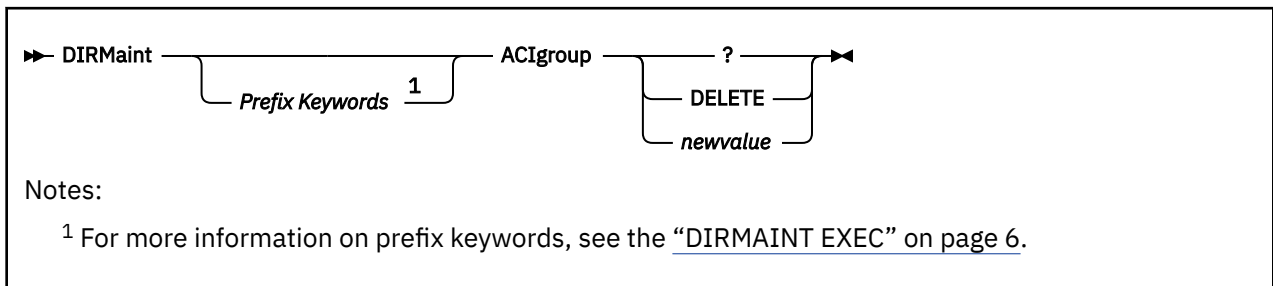 DIRMaint ACIgroup ?
Prefix Keywords 1 DELETE
newvalue
Notes:
1 For more information on prefix keywords, see the “DIRMAINT EXEC” on page 6.